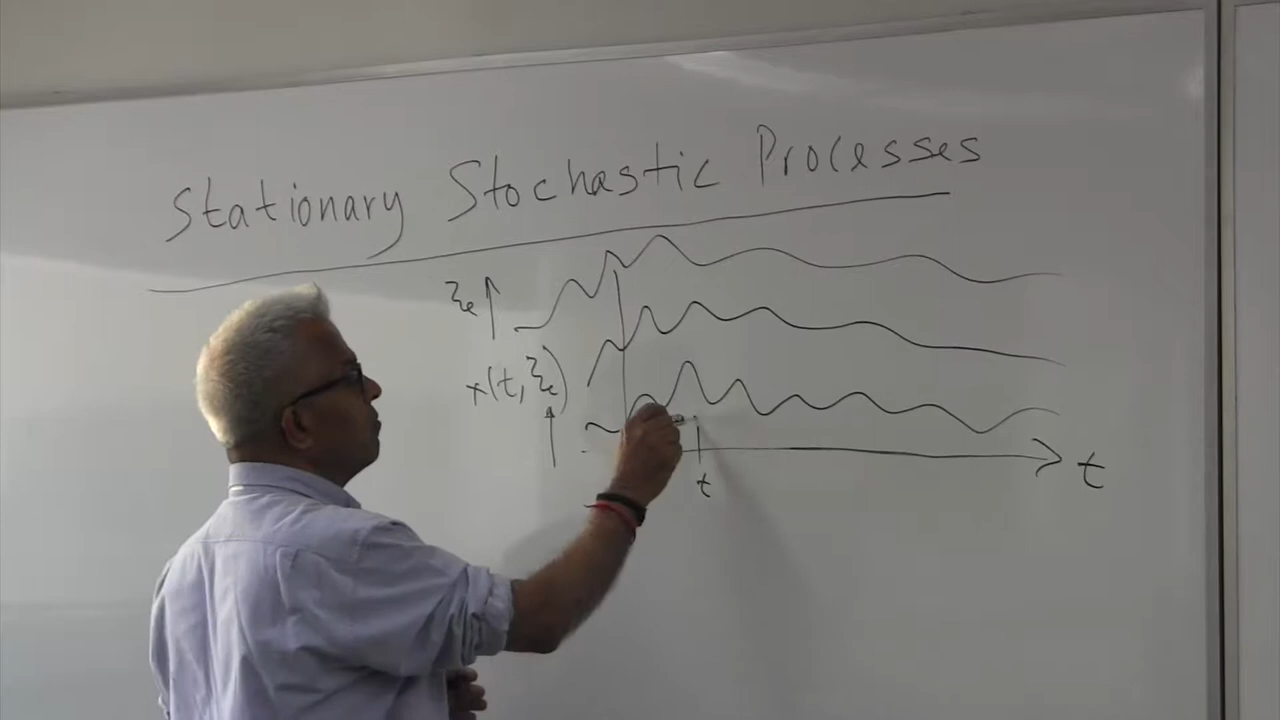 Stationary Stochastic Processes
ξₑ
x(t, ξₑ)
t
t